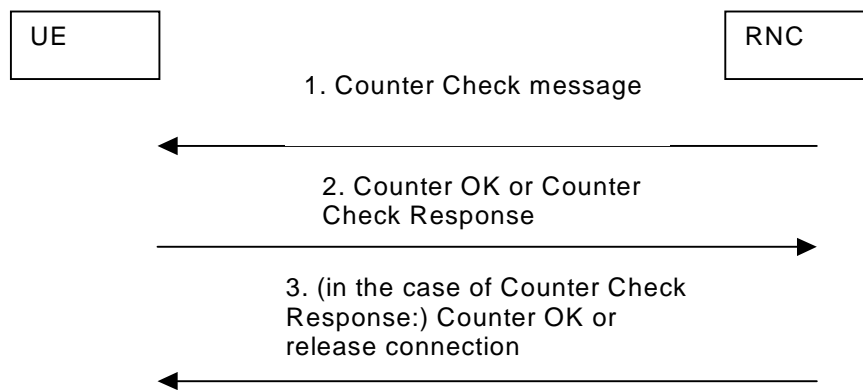 UE
RNC
1. Counter Check message
2. Counter OK or Counter
Check Response
3. (in the case of Counter Check
Response:) Counter OK or
release connection